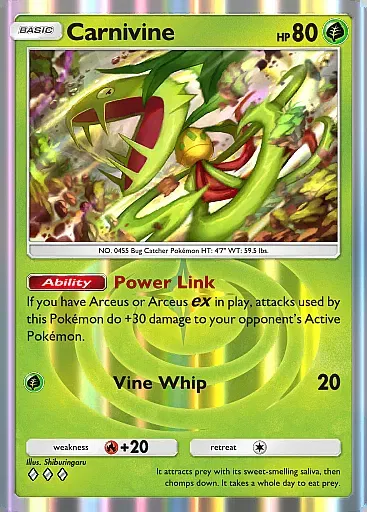 BASIC Carnivine HP 80
NO. 0455 Bug Catcher Pokémon HT: 4'7" WT: 59.5 lbs.
Ability Power Link
If you have Arceus or Arceus ex in play, attacks used by
this Pokémon do +30 damage to your opponent's Active
Pokémon.
Vine Whip 20
weakness +20 retreat
Illus. Shiburingaru
It attracts prey with its sweet-smelling saliva, then
chomps down. It takes a whole day to eat prey.